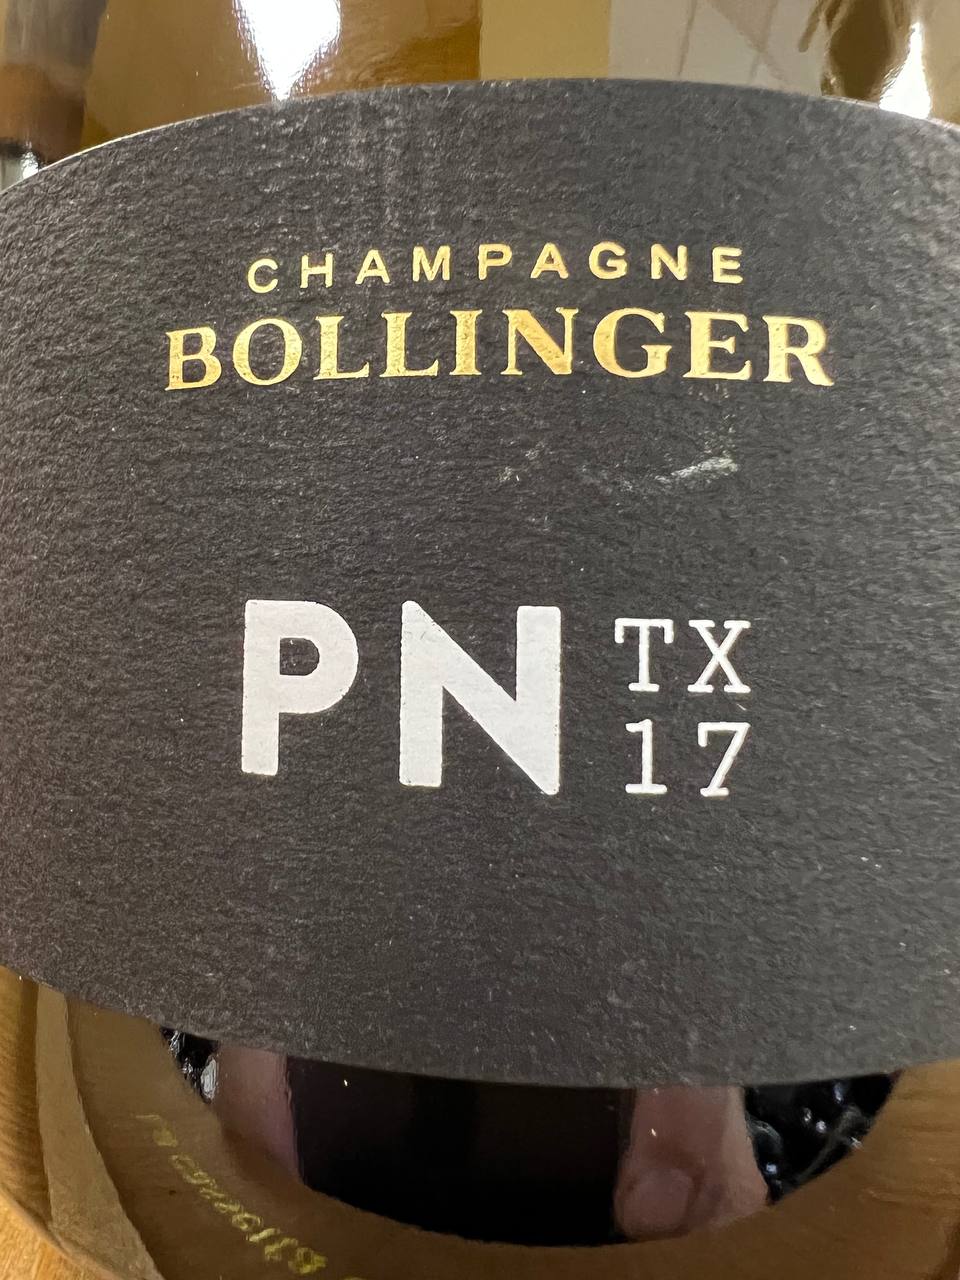 CHAMPAGNE
BOLLINGER
PN TX
17